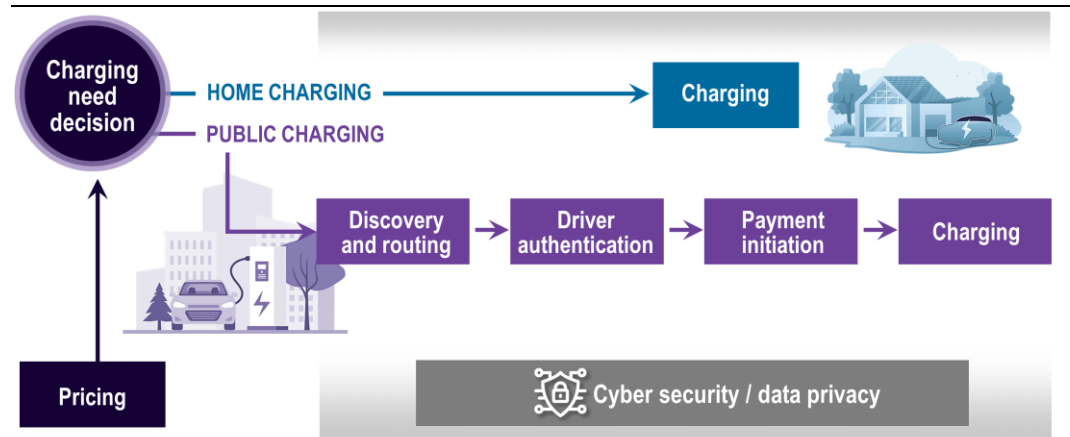 Charging
need
decision
HOME CHARGING
Charging
PUBLIC CHARGING
Discovery
and routing
Driver
authentication
Payment
initiation
Charging
Pricing
Cyber security / data privacy